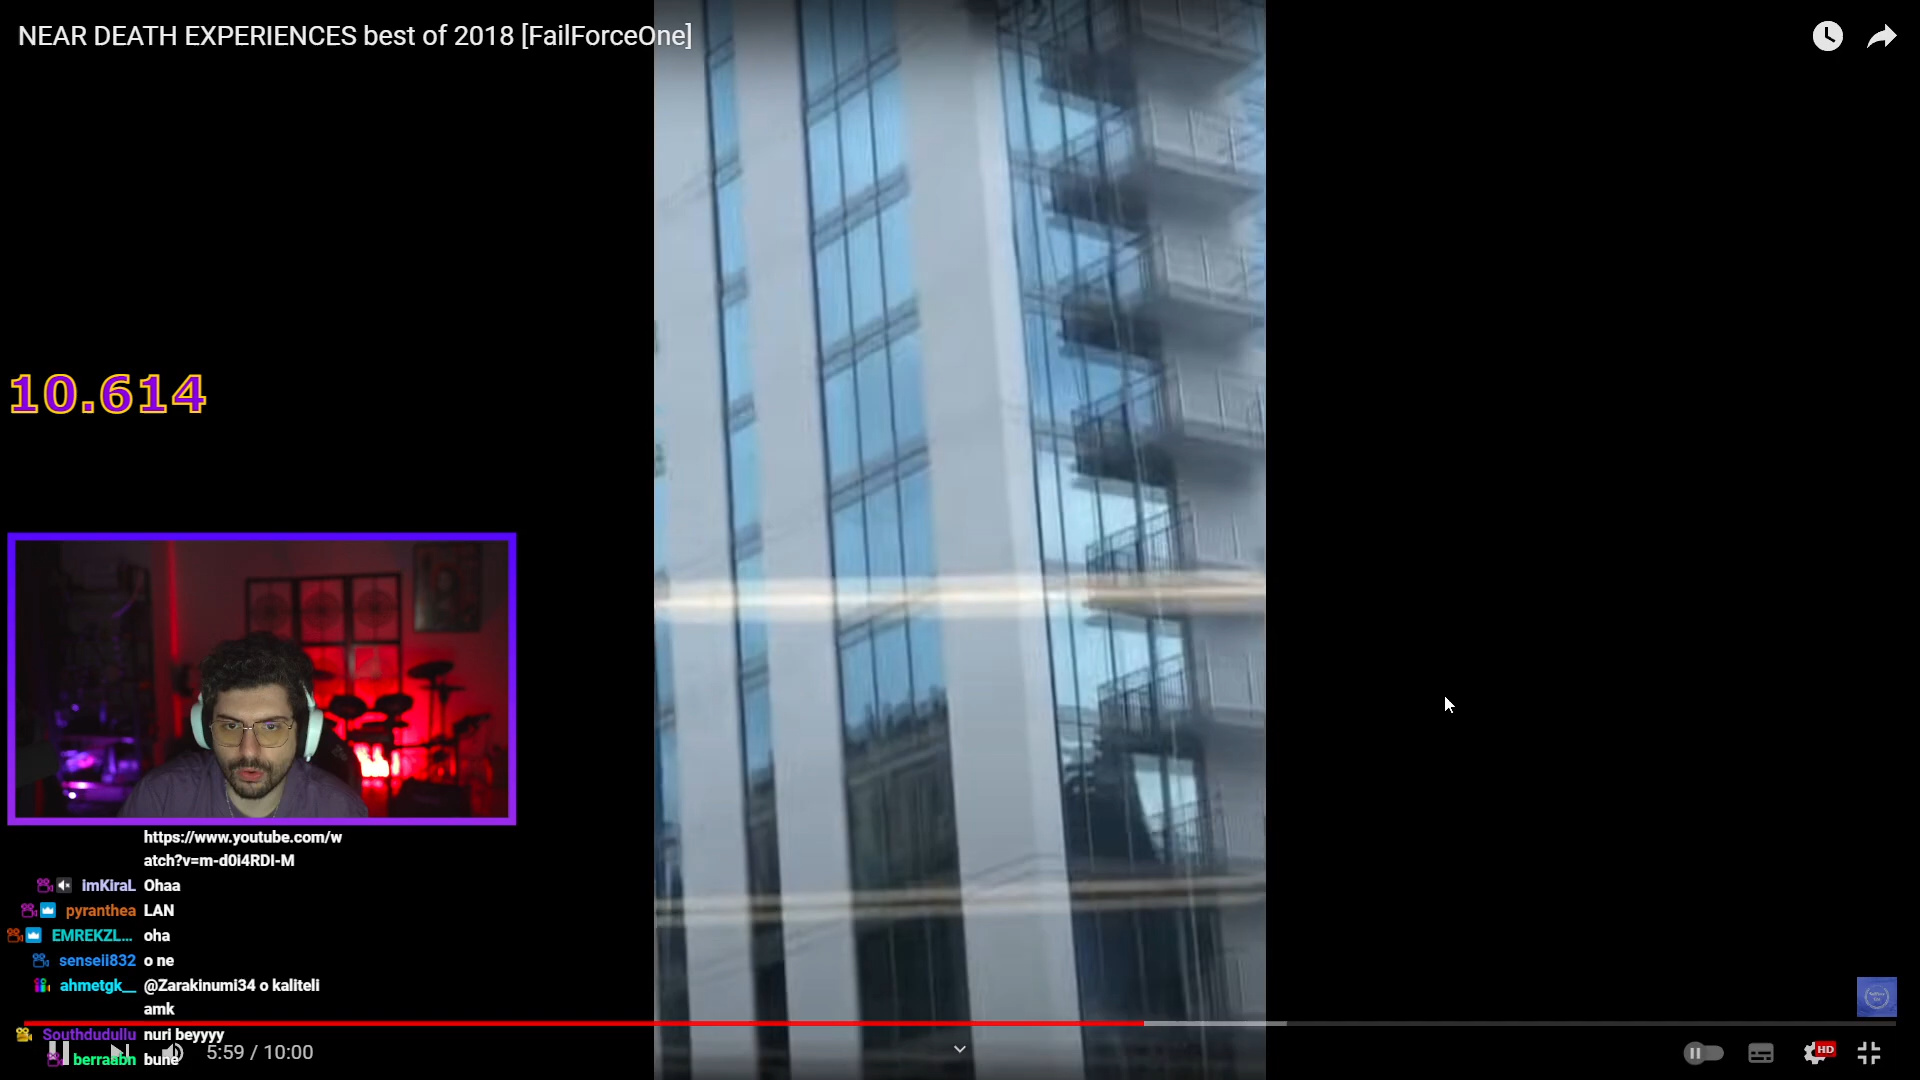 NEAR DEATH EXPERIENCES best of 2018 [FailForceOne]
10.614
https://www.youtube.com/w
atch?v=m-d0i4RDI-M
imKiraL Ohaa
pyranthea LAN
EMREKZL... oha
senseii832 o ne
ahmetgk__ @Zarakinumi34 o kaliteli
amk
Southdudullu nuri beyyyy
berraabn bune
5:59 / 10:00
HD